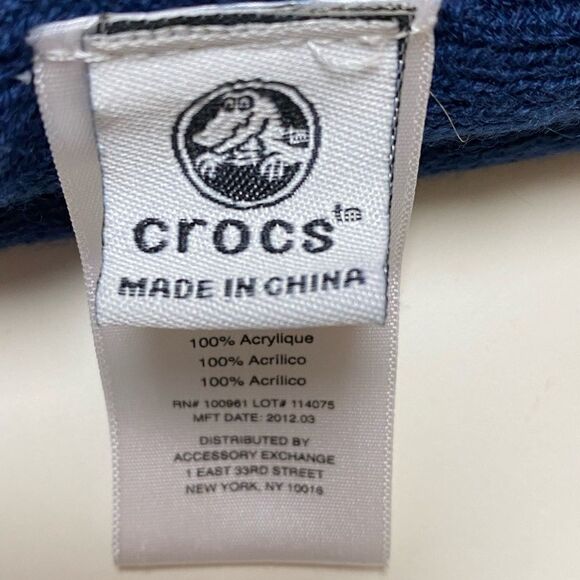 crocs™
MADE IN CHINA
100% Acrylique
100% Acrilico
100% Acrílico
RN# 100961 LOT# 114075
MFT DATE: 2012.03
DISTRIBUTED BY
ACCESSORY EXCHANGE
1 EAST 33RD STREET
NEW YORK, NY 10016